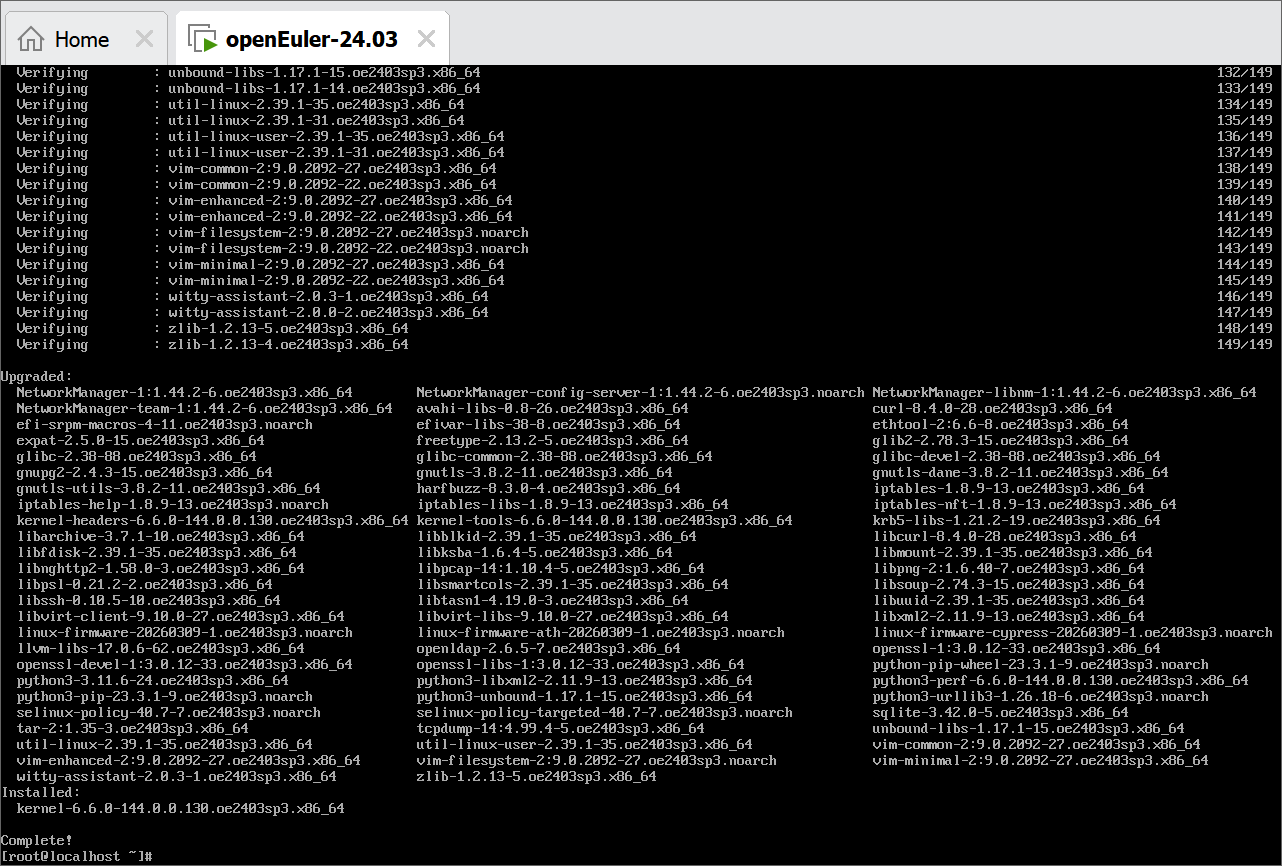 Home
openEuler-24.03
Verifying : unbound-libs-1.17.1-15.oe2403sp3.x86_64 132/149
Verifying : unbound-libs-1.17.1-14.oe2403sp3.x86_64 133/149
Verifying : util-linux-2.39.1-35.oe2403sp3.x86_64 134/149
Verifying : util-linux-2.39.1-31.oe2403sp3.x86_64 135/149
Verifying : util-linux-user-2.39.1-35.oe2403sp3.x86_64 136/149
Verifying : util-linux-user-2.39.1-31.oe2403sp3.x86_64 137/149
Verifying : vim-common-2:9.0.2092-27.oe2403sp3.x86_64 138/149
Verifying : vim-common-2:9.0.2092-22.oe2403sp3.x86_64 139/149
Verifying : vim-enhanced-2:9.0.2092-27.oe2403sp3.x86_64 140/149
Verifying : vim-enhanced-2:9.0.2092-22.oe2403sp3.x86_64 141/149
Verifying : vim-filesystem-2:9.0.2092-27.oe2403sp3.noarch 142/149
Verifying : vim-filesystem-2:9.0.2092-22.oe2403sp3.noarch 143/149
Verifying : vim-minimal-2:9.0.2092-27.oe2403sp3.x86_64 144/149
Verifying : vim-minimal-2:9.0.2092-22.oe2403sp3.x86_64 145/149
Verifying : witty-assistant-2.0.3-1.oe2403sp3.x86_64 146/149
Verifying : witty-assistant-2.0.0-2.oe2403sp3.x86_64 147/149
Verifying : zlib-1.2.13-5.oe2403sp3.x86_64 148/149
Verifying : zlib-1.2.13-4.oe2403sp3.x86_64 149/149
Upgraded:
NetworkManager-1:1.44.2-6.oe2403sp3.x86_64 NetworkManager-config-server-1:1.44.2-6.oe2403sp3.noarch NetworkManager-libnm-1:1.44.2-6.oe2403sp3.x86_64
NetworkManager-team-1:1.44.2-6.oe2403sp3.x86_64 avahi-libs-0.8-26.oe2403sp3.x86_64 curl-8.4.0-28.oe2403sp3.x86_64
efi-srpm-macros-4-11.oe2403sp3.noarch efivar-libs-38-8.oe2403sp3.x86_64 ethtool-2:6.6-8.oe2403sp3.x86_64
expat-2.5.0-15.oe2403sp3.x86_64 freetype-2.13.2-5.oe2403sp3.x86_64 glib2-2.78.3-15.oe2403sp3.x86_64
glibc-2.38-88.oe2403sp3.x86_64 glibc-common-2.38-88.oe2403sp3.x86_64 glibc-devel-2.38-88.oe2403sp3.x86_64
gnupg2-2.4.3-15.oe2403sp3.x86_64 gnutls-3.8.2-11.oe2403sp3.x86_64 gnutls-dane-3.8.2-11.oe2403sp3.x86_64
gnutls-utils-3.8.2-11.oe2403sp3.x86_64 harfbuzz-8.3.0-4.oe2403sp3.x86_64 iptables-1.8.9-13.oe2403sp3.x86_64
iptables-help-1.8.9-13.oe2403sp3.noarch iptables-libs-1.8.9-13.oe2403sp3.x86_64 iptables-nft-1.8.9-13.oe2403sp3.x86_64
kernel-headers-6.6.0-144.0.0.130.oe2403sp3.x86_64 kernel-tools-6.6.0-144.0.0.130.oe2403sp3.x86_64 krb5-libs-1.21.2-19.oe2403sp3.x86_64
libarchive-3.7.1-10.oe2403sp3.x86_64 libblkid-2.39.1-35.oe2403sp3.x86_64 libcurl-8.4.0-28.oe2403sp3.x86_64
libfdisk-2.39.1-35.oe2403sp3.x86_64 libksba-1.6.4-5.oe2403sp3.x86_64 libmount-2.39.1-35.oe2403sp3.x86_64
libnghttp2-1.58.0-3.oe2403sp3.x86_64 libpcap-14:1.10.4-5.oe2403sp3.x86_64 libpng-2:1.6.40-7.oe2403sp3.x86_64
libpsl-0.21.2-2.oe2403sp3.x86_64 libsmartcols-2.39.1-35.oe2403sp3.x86_64 libsoup-2.74.3-15.oe2403sp3.x86_64
libssh-0.10.5-10.oe2403sp3.x86_64 libtasn1-4.19.0-3.oe2403sp3.x86_64 libuuid-2.39.1-35.oe2403sp3.x86_64
libvirt-client-9.10.0-27.oe2403sp3.x86_64 libvirt-libs-9.10.0-27.oe2403sp3.x86_64 libxml2-2.11.9-13.oe2403sp3.x86_64
linux-firmware-20260309-1.oe2403sp3.noarch linux-firmware-ath-20260309-1.oe2403sp3.noarch linux-firmware-cypress-20260309-1.oe2403sp3.noarch
llvm-libs-17.0.6-62.oe2403sp3.x86_64 openldap-2.6.5-7.oe2403sp3.x86_64 openssl-1:3.0.12-33.oe2403sp3.x86_64
openssl-devel-1:3.0.12-33.oe2403sp3.x86_64 openssl-libs-1:3.0.12-33.oe2403sp3.x86_64 python-pip-wheel-23.3.1-9.oe2403sp3.noarch
python3-3.11.6-24.oe2403sp3.x86_64 python3-libxml2-2.11.9-13.oe2403sp3.x86_64 python3-perf-6.6.0-144.0.0.130.oe2403sp3.x86_64
python3-pip-23.3.1-9.oe2403sp3.noarch python3-unbound-1.17.1-15.oe2403sp3.x86_64 python3-urllib3-1.26.18-6.oe2403sp3.noarch
selinux-policy-40.7-7.oe2403sp3.noarch selinux-policy-targeted-40.7-7.oe2403sp3.noarch sqlite-3.42.0-5.oe2403sp3.x86_64
tar-2:1.35-3.oe2403sp3.x86_64 tcpdump-14:4.99.4-5.oe2403sp3.x86_64 unbound-libs-1.17.1-15.oe2403sp3.x86_64
util-linux-2.39.1-35.oe2403sp3.x86_64 util-linux-user-2.39.1-35.oe2403sp3.x86_64 vim-common-2:9.0.2092-27.oe2403sp3.x86_64
vim-enhanced-2:9.0.2092-27.oe2403sp3.x86_64 vim-filesystem-2:9.0.2092-27.oe2403sp3.noarch vim-minimal-2:9.0.2092-27.oe2403sp3.x86_64
witty-assistant-2.0.3-1.oe2403sp3.x86_64 zlib-1.2.13-5.oe2403sp3.x86_64
Installed:
kernel-6.6.0-144.0.0.130.oe2403sp3.x86_64
Complete!
[root@localhost ~]#